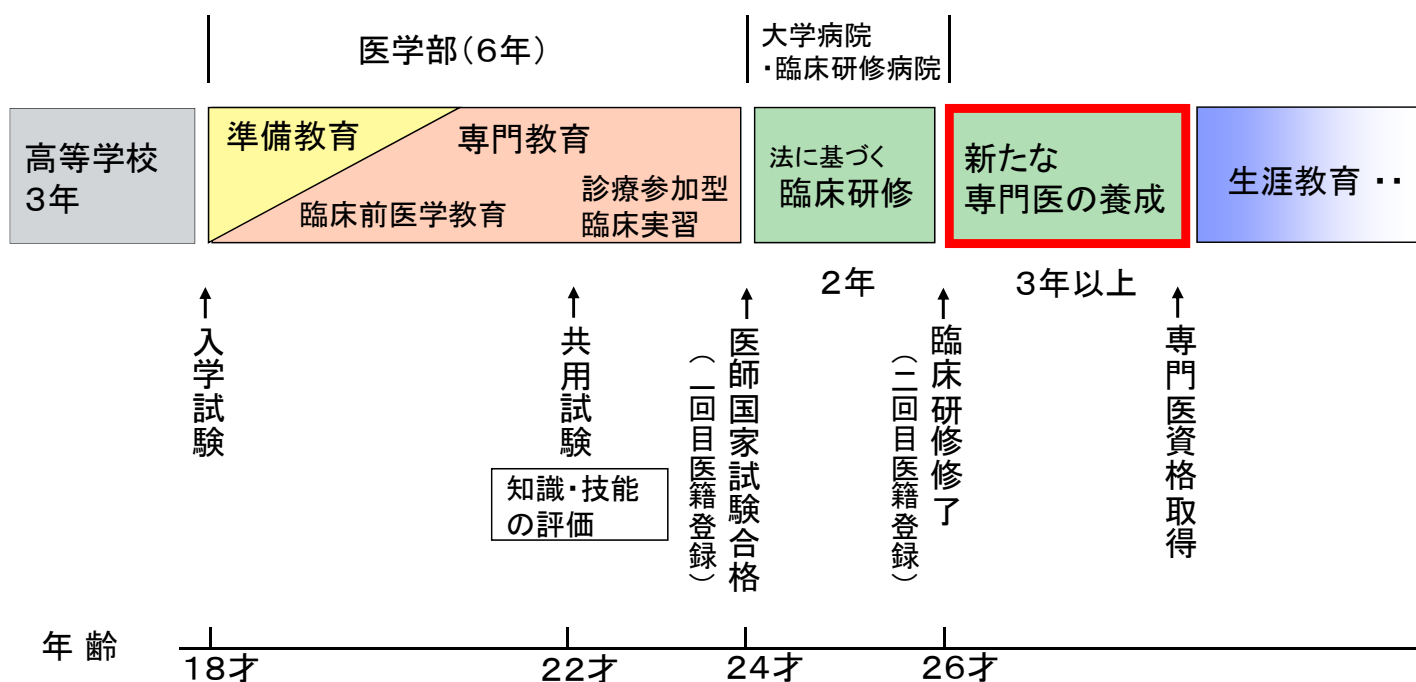 医学部(6年)
大学病院
・臨床研修病院
高等学校
3年
準備教育
専門教育
臨床前医学教育
診療参加型
臨床実習
法に基づく
臨床研修
新たな
専門医の養成
生涯教育 ・・
2年
3年以上
入学試験
共用試験
知識・技能
の評価
医師国家試験合格
(一回目医籍登録)
臨床研修修了
(二回目医籍登録)
専門医資格取得
年 齢
18才
22才
24才
26才